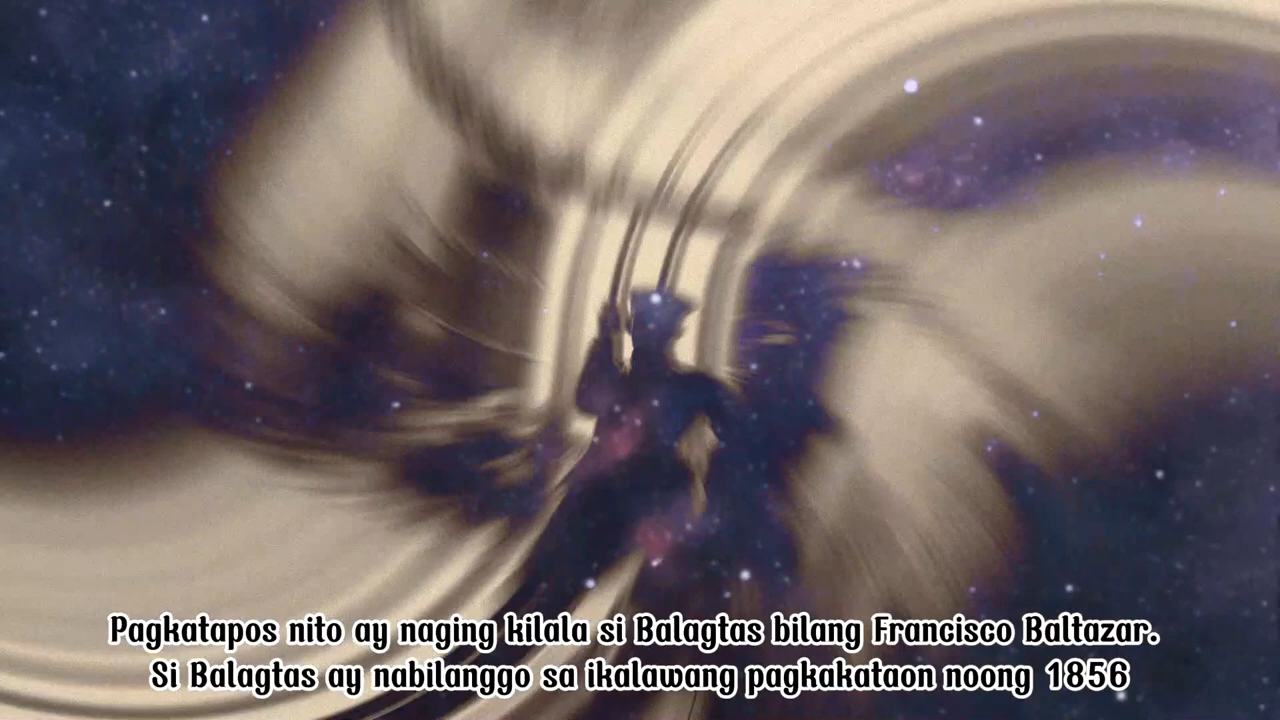 Pagkatapos nito ay naging kilala si Balagtas bilang Francisco Baltazar.
Si Balagtas ay nabilanggo sa ikalawang pagkakataon noong 1856